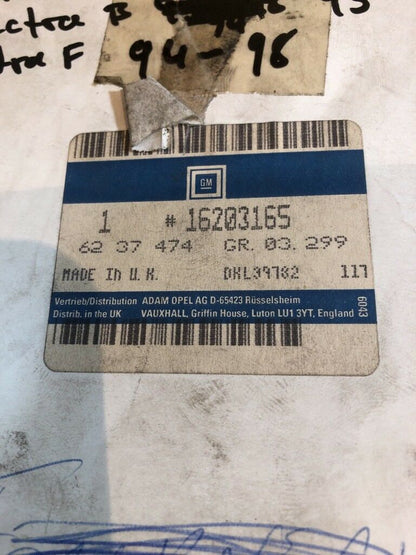 B
F 94-98
GM
1 # 16203165
62 37 474 GR. 03. 299
MADE In U. K. DKL39782 117
Vertrieb/Distribution ADAM OPEL AG D-65423 Rüsselsheim
Distrib. in the UK VAUXHALL, Griffin House, Luton LU1 3YT, England
6043